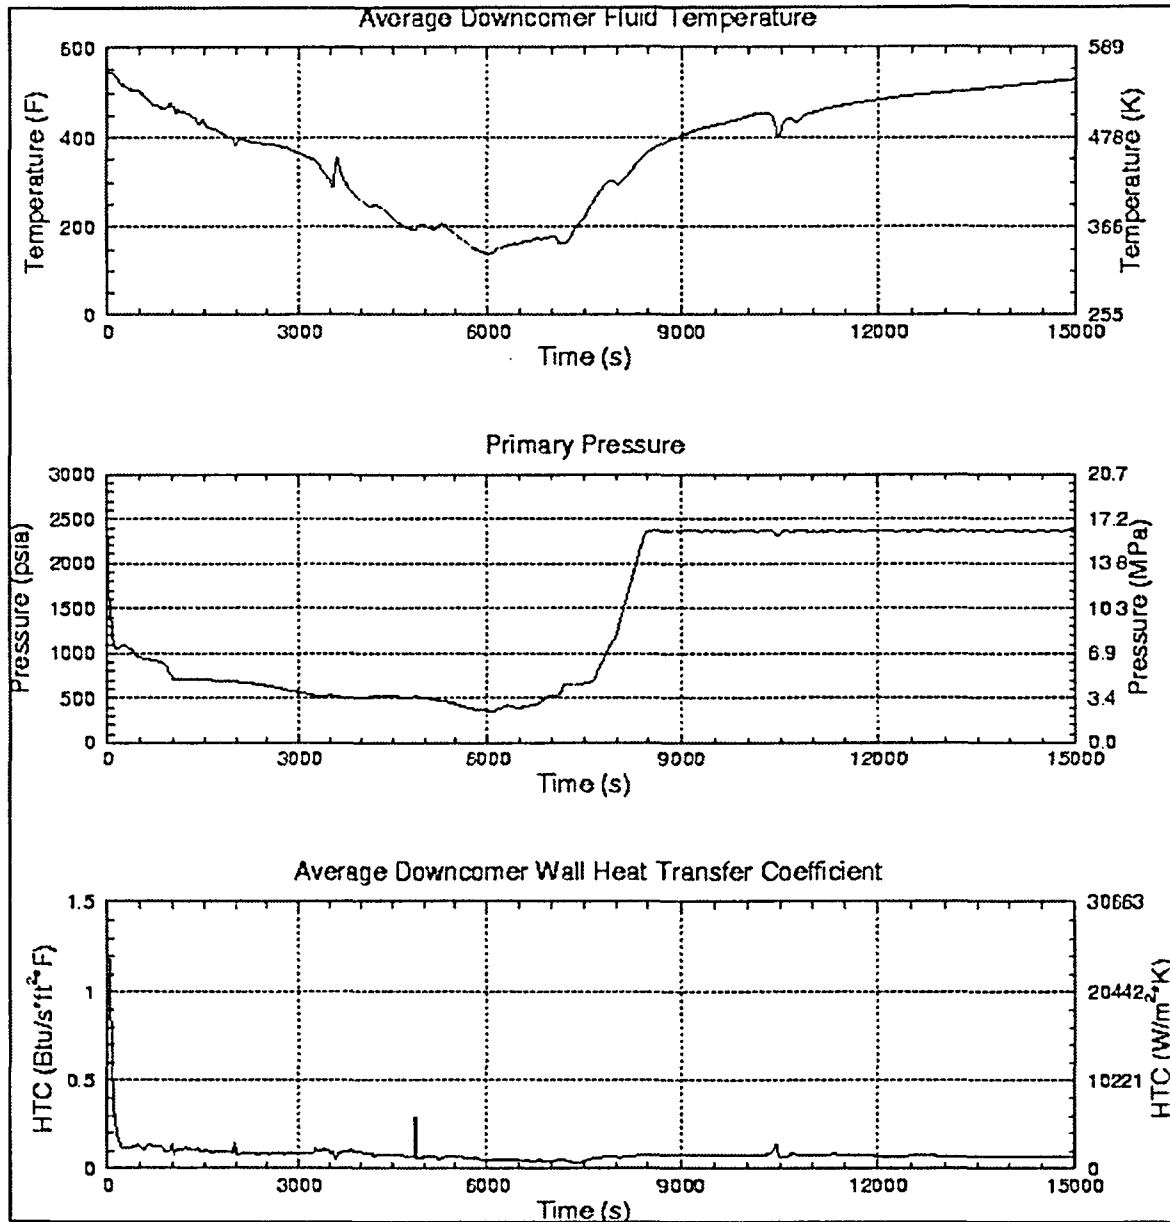 Average Downcomer Fluid Temperature
600
400
200
0
Temperature (F)
589
478
366
255
Temperature (K)
0 3000 6000 9000 12000 15000
Time (s)
Primary Pressure
3000
2500
2000
1500
1000
500
0
Pressure (psia)
20.7
17.2
13.8
10.3
6.9
3.4
0.0
Pressure (MPa)
0 3000 6000 9000 12000 15000
Time (s)
Average Downcomer Wall Heat Transfer Coefficient
1.5
1
0.5
0
HTC (Btu/s*ft²*F)
30663
20442
10221
0
HTC (W/m²*K)
0 3000 6000 9000 12000 15000
Time (s)